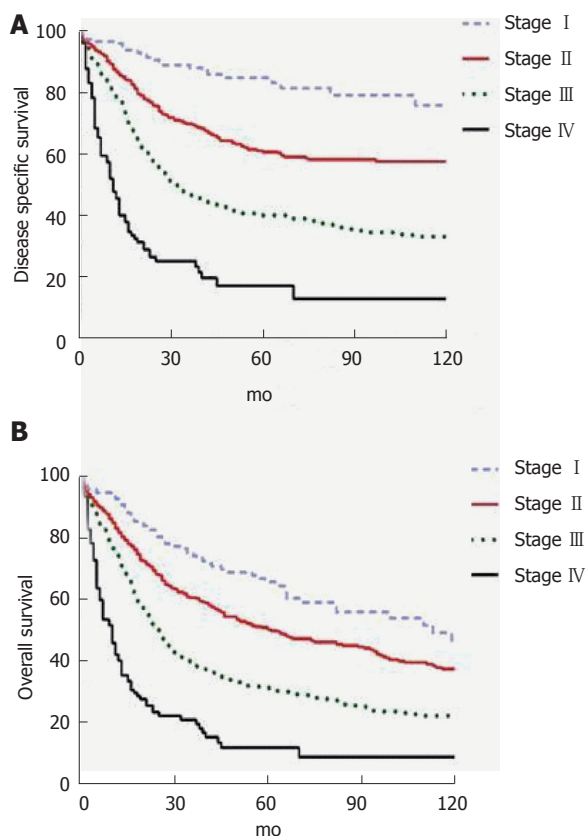 A
100
80
60
40
20
0
Disease specific survival
0 30 60 90 120
mo
Stage Ⅰ
Stage Ⅱ
Stage Ⅲ
Stage Ⅳ
B
100
80
60
40
20
0
Overall survival
0 30 60 90 120
mo
Stage Ⅰ
Stage Ⅱ
Stage Ⅲ
Stage Ⅳ